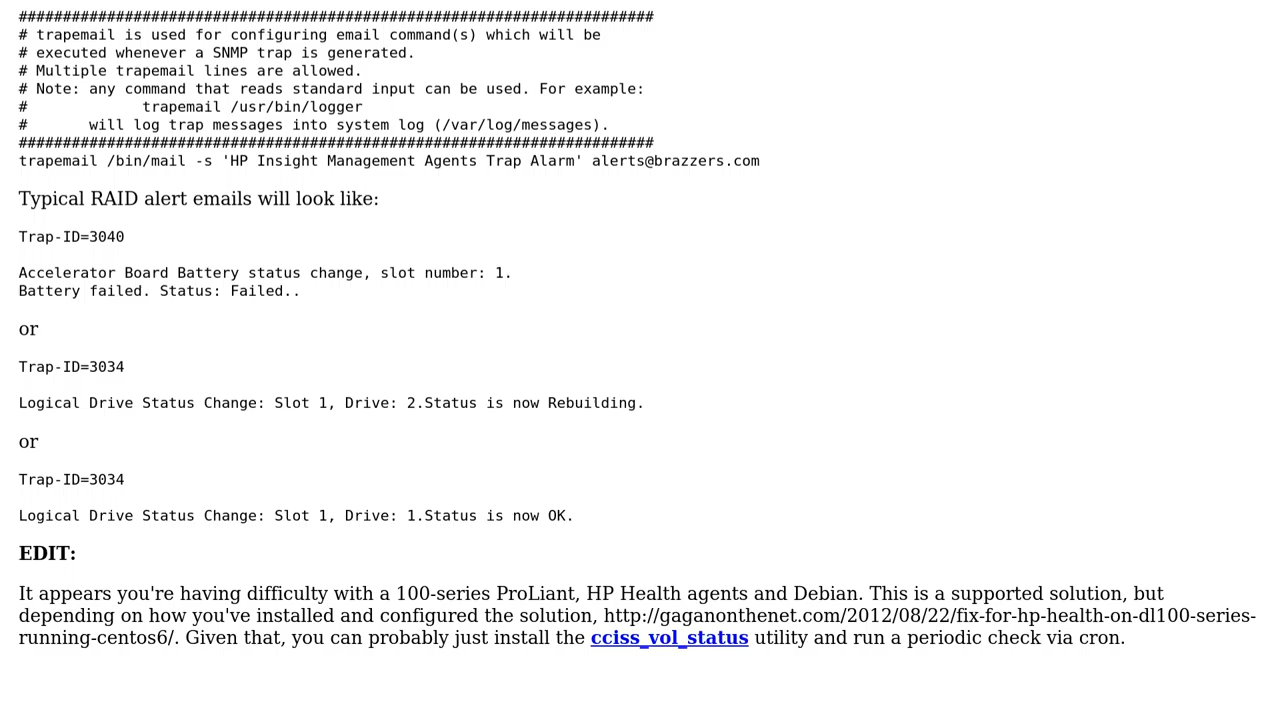 ########################################################################
# trapemail is used for configuring email command(s) which will be
# executed whenever a SNMP trap is generated.
# Multiple trapemail lines are allowed.
# Note: any command that reads standard input can be used. For example:
#             trapemail /usr/bin/logger
#       will log trap messages into system log (/var/log/messages).
########################################################################
trapemail /bin/mail -s 'HP Insight Management Agents Trap Alarm' alerts@brazzers.com
Typical RAID alert emails will look like:
Trap-ID=3040
Accelerator Board Battery status change, slot number: 1.
Battery failed. Status: Failed..
or
Trap-ID=3034
Logical Drive Status Change: Slot 1, Drive: 2.Status is now Rebuilding.
or
Trap-ID=3034
Logical Drive Status Change: Slot 1, Drive: 1.Status is now OK.
EDIT:
It appears you're having difficulty with a 100-series ProLiant, HP Health agents and Debian. This is a supported solution, but
depending on how you've installed and configured the solution, http://gaganonthenet.com/2012/08/22/fix-for-hp-health-on-dl100-series-
running-centos6/. Given that, you can probably just install the cciss_vol_status utility and run a periodic check via cron.